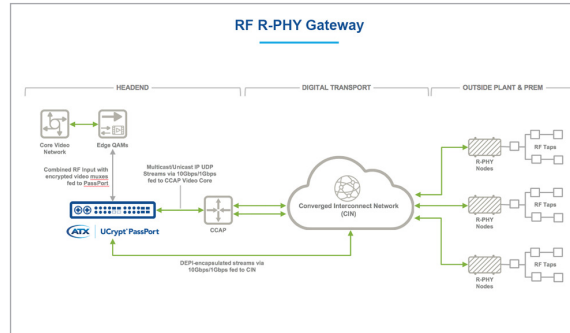 RF R-PHY Gateway
HEADEND
DIGITAL TRANSPORT
OUTSIDE PLANT & PREM
Core Video
Network
Edge QAMs
Combined RF Input with
encrypted video muxes
fed to PassPort
Multicast/Unicast IP UDP
Streams via 10Gbps/1Gbps
fed to CCAP Video Core
ATX UCrypt® PassPort
CCAP
Converged Interconnect Network
(CIN)
DEPI-encapsulated streams via
10Gbps/1Gbps fed to CIN
R-PHY
Nodes
RF Taps
R-PHY
Nodes
RF Taps
R-PHY
Nodes
RF Taps